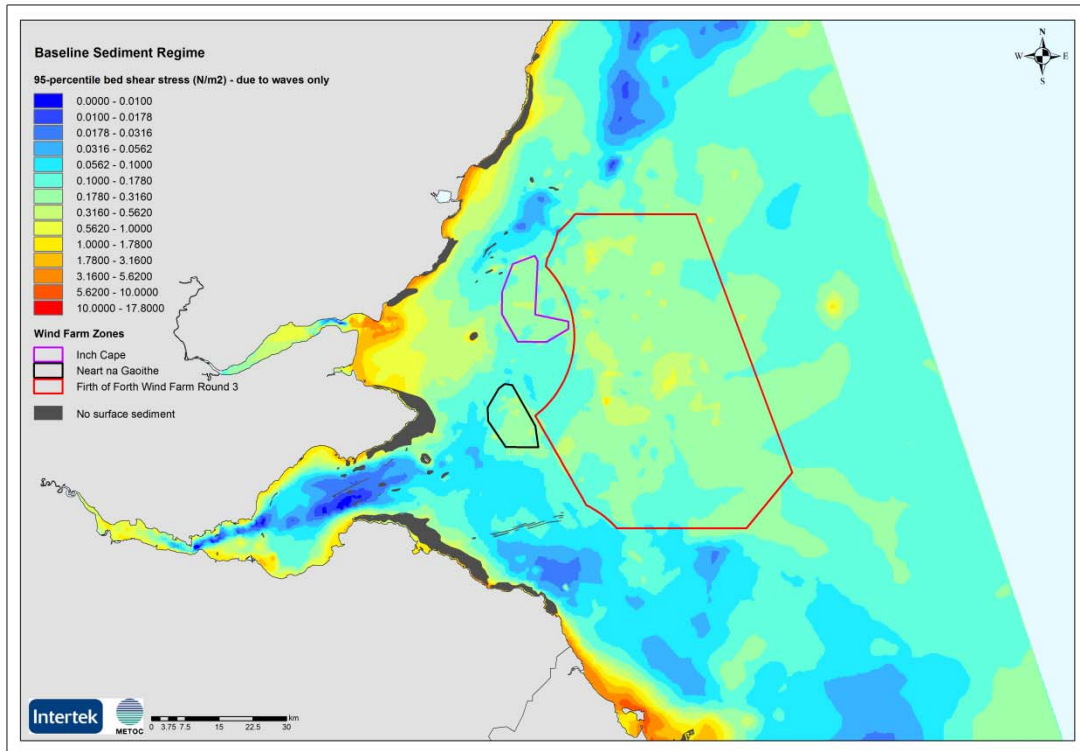 Baseline Sediment Regime
95-percentile bed shear stress (N/m2) - due to waves only
0.0000 - 0.0100
0.0100 - 0.0178
0.0178 - 0.0316
0.0316 - 0.0562
0.0562 - 0.1000
0.1000 - 0.1780
0.1780 - 0.3160
0.3160 - 0.5620
0.5620 - 1.0000
1.0000 - 1.7800
1.7800 - 3.1600
3.1600 - 5.6200
5.6200 - 10.0000
10.0000 - 17.8000
Wind Farm Zones
Inch Cape
Neart na Gaoithe
Firth of Forth Wind Farm Round 3
No surface sediment
N
W E
S
Intertek
METOC
km
0 3.75 7.5 15 22.5 30